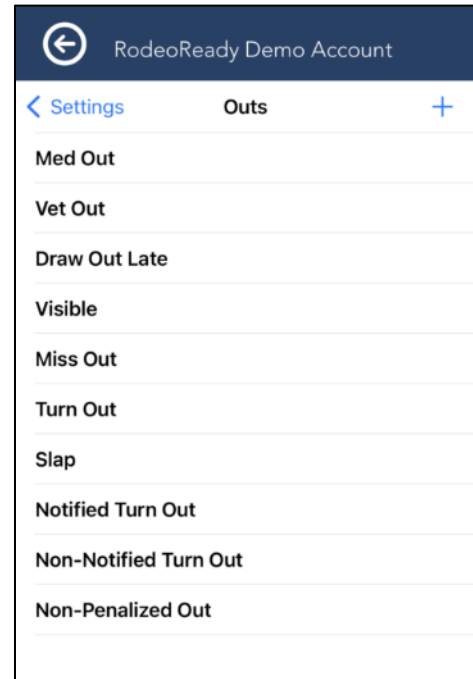 RodeoReady Demo Account
Settings Outs +
Med Out
Vet Out
Draw Out Late
Visible
Miss Out
Turn Out
Slap
Notified Turn Out
Non-Notified Turn Out
Non-Penalized Out